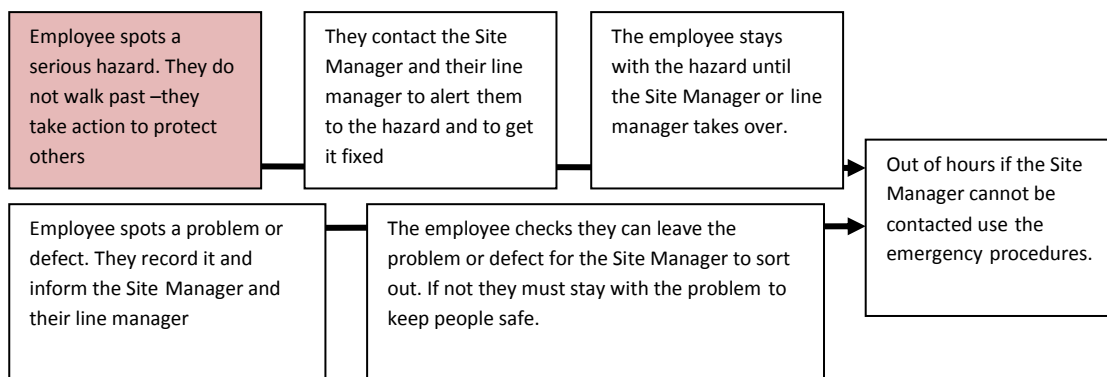 Employee spots a
serious hazard. They do
not walk past –they
take action to protect
others
They contact the Site
Manager and their line
manager to alert them
to the hazard and to get
it fixed
The employee stays
with the hazard until
the Site Manager or line
manager takes over.
Out of hours if the Site
Manager cannot be
contacted use the
emergency procedures.
Employee spots a problem or
defect. They record it and
inform the Site Manager and
their line manager
The employee checks they can leave the
problem or defect for the Site Manager to sort
out. If not they must stay with the problem to
keep people safe.